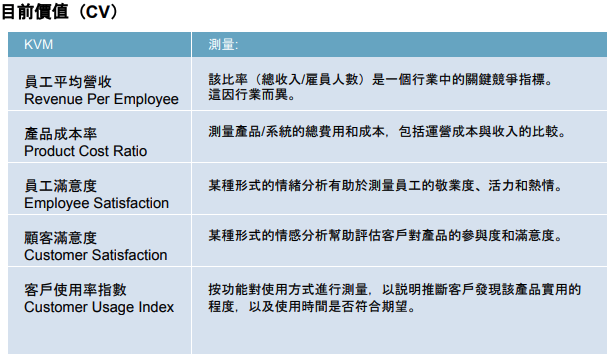 目前價值（CV）
KVM
測量:
員工平均營收
Revenue Per Employee
該比率（總收入/雇員人數）是一個行業中的關鍵競爭指標。
這因行業而異。
產品成本率
Product Cost Ratio
測量產品/系統的總費用和成本，包括運營成本與收入的比較。
員工滿意度
Employee Satisfaction
某種形式的情緒分析有助於測量員工的敬業度、活力和熱情。
顧客滿意度
Customer Satisfaction
某種形式的情感分析幫助評估客戶對產品的參與度和滿意度。
客戶使用率指數
Customer Usage Index
按功能對使用方式進行測量，以説明推斷客戶發現該產品實用的
程度，以及使用時間是否符合期望。